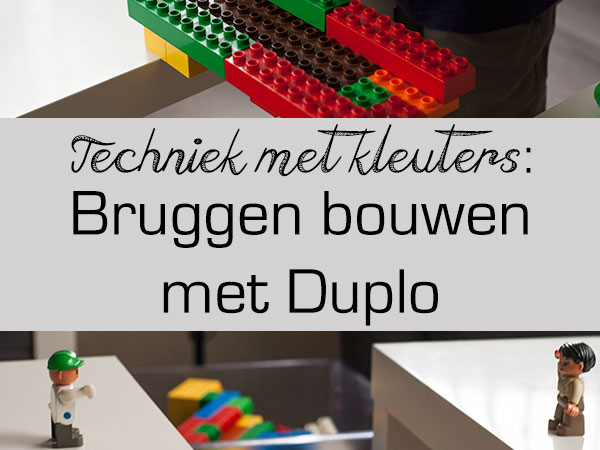 Techniek met kleuters:
Bruggen bouwen
met Duplo